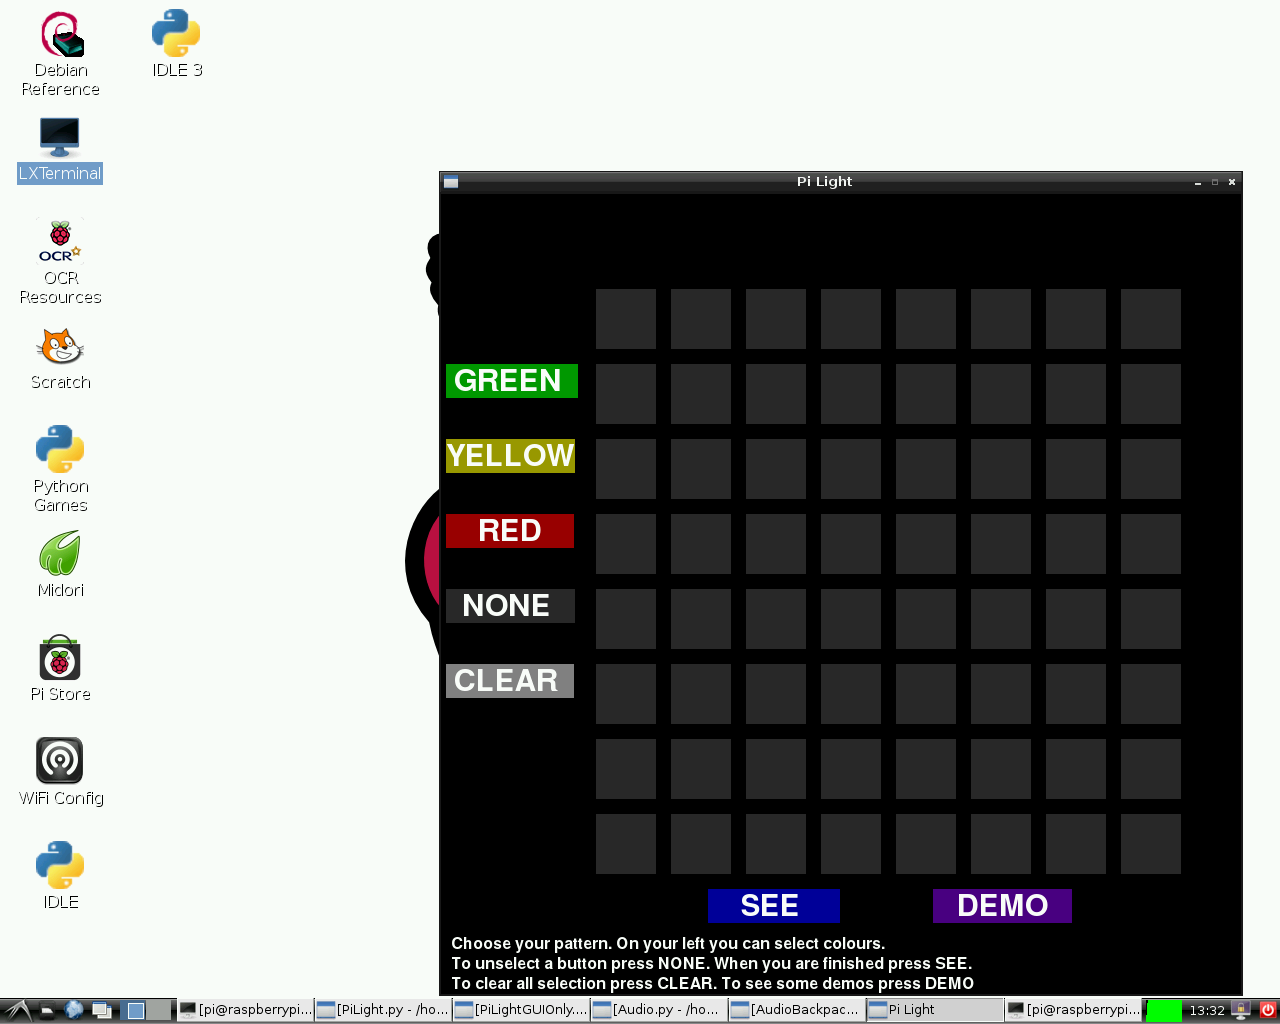 Debian
Reference
IDLE 3
LXTerminal
OCR
OCR
Resources
Scratch
Python
Games
Midori
Pi Store
WiFi Config
IDLE
Pi Light
GREEN
YELLOW
RED
NONE
CLEAR
SEE
DEMO
Choose your pattern. On your left you can select colours.
To unselect a button press NONE. When you are finished press SEE.
To clear all selection press CLEAR. To see some demos press DEMO
[pi@raspberrypi...
[PiLight.py - /ho...
[PiLightGUIOnly....
[Audio.py - /ho...
[AudioBackpac...
Pi Light
[pi@raspberrypi...
13:32